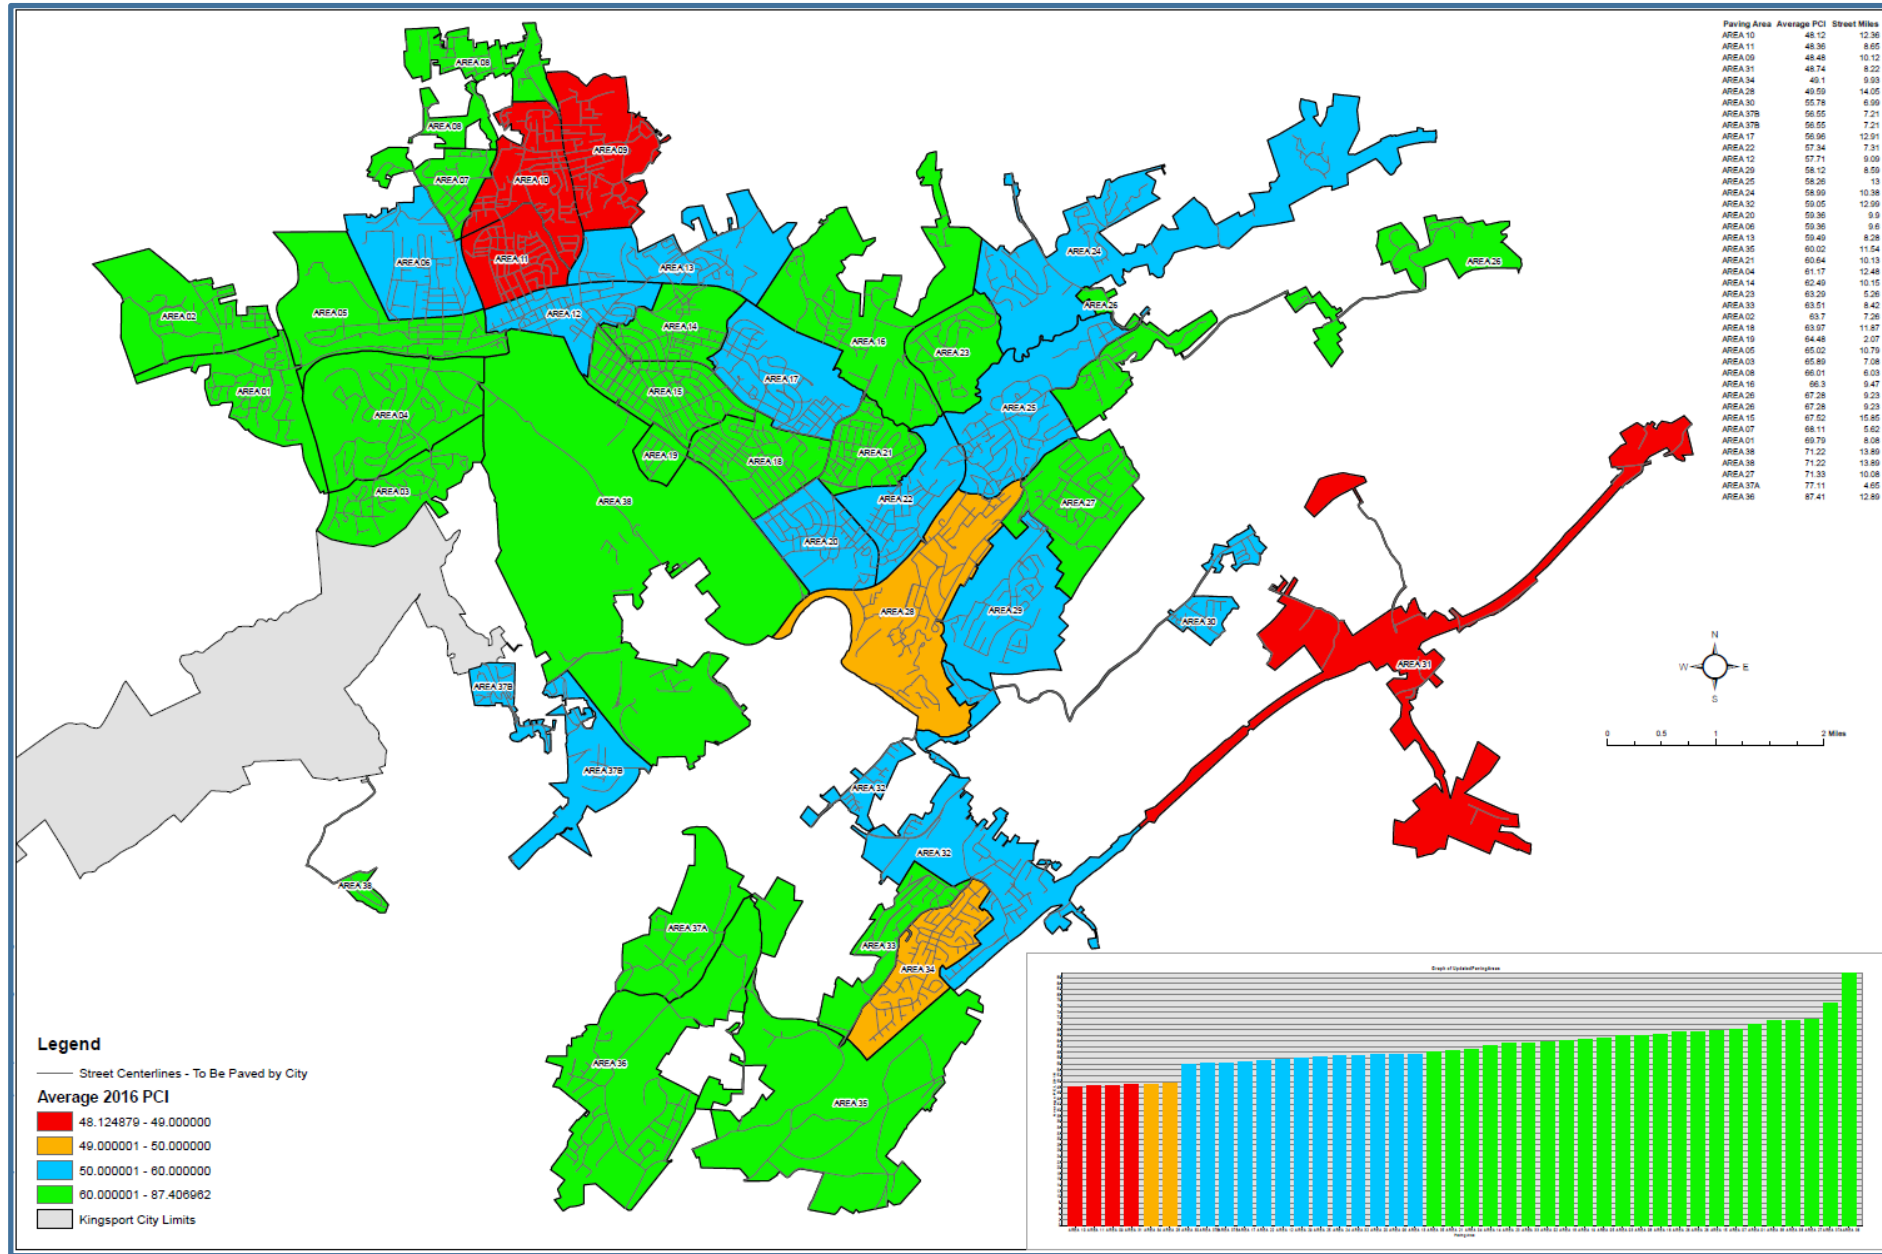 Paving Area Average PCI Street Miles
AREA 10 48.12 12.36
AREA 11 48.36 8.65
AREA 09 48.48 10.12
AREA 31 48.74 8.22
AREA 34 49.1 9.93
AREA 28 49.59 14.05
AREA 30 55.78 6.99
AREA 37B 56.55 7.21
AREA 37B 56.55 7.21
AREA 17 56.96 12.91
AREA 22 57.34 7.31
AREA 12 57.71 9.09
AREA 29 58.12 8.59
AREA 25 58.26 13
AREA 24 58.99 10.38
AREA 32 59.05 12.99
AREA 20 59.36 9.9
AREA 06 59.36 9.6
AREA 13 59.49 8.28
AREA 35 60.02 11.54
AREA 21 60.64 10.13
AREA 04 61.17 12.48
AREA 14 62.49 10.15
AREA 23 63.29 5.26
AREA 33 63.51 8.42
AREA 02 63.7 7.26
AREA 18 63.97 11.87
AREA 19 64.48 2.07
AREA 05 65.02 10.79
AREA 03 65.89 7.08
AREA 08 66.01 6.03
AREA 16 66.3 9.47
AREA 26 67.28 9.23
AREA 26 67.28 9.23
AREA 15 67.52 15.85
AREA 07 68.11 5.62
AREA 01 69.79 8.08
AREA 38 71.22 13.89
AREA 38 71.22 13.89
AREA 27 71.33 10.08
AREA 37A 77.11 4.65
AREA 36 87.41 12.89
AREA 08
AREA 08
AREA 09
AREA 07
AREA 10
AREA 11
AREA 06
AREA 13
AREA 24
AREA 26
AREA 02
AREA 05
AREA 12
AREA 26
AREA 14
AREA 16
AREA 23
AREA 17
AREA 01
AREA 15
AREA 04
AREA 25
AREA 19
AREA 18
AREA 21
AREA 03
AREA 38
AREA 22
AREA 27
AREA 20
AREA 28
AREA 29
AREA 30
AREA 31
N
W E
S
0 0.5 1 2 Miles
AREA 37B
AREA 37B
AREA 32
AREA 32
AREA 38
AREA 37A
AREA 33
AREA 34
AREA 36
AREA 35
Legend
Street Centerlines - To Be Paved by City
Average 2016 PCI
48.124879 - 49.000000
49.000001 - 50.000000
50.000001 - 60.000000
60.000001 - 87.406962
Kingsport City Limits
Graph of UpdatedPavingAreas